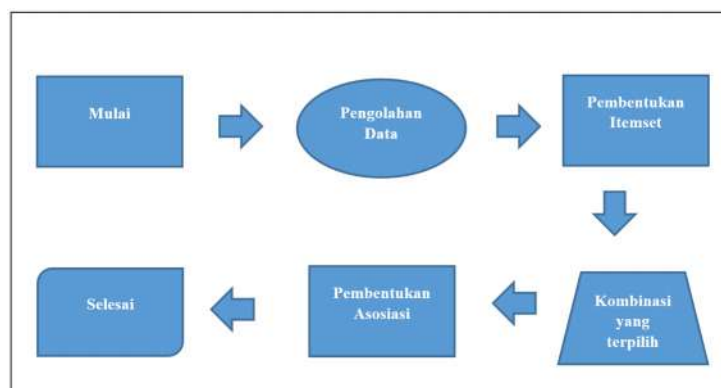 Mulai
Pengolahan
Data
Pembentukan
Itemset
Kombinasi
yang
terpilih
Pembentukan
Asosiasi
Selesai